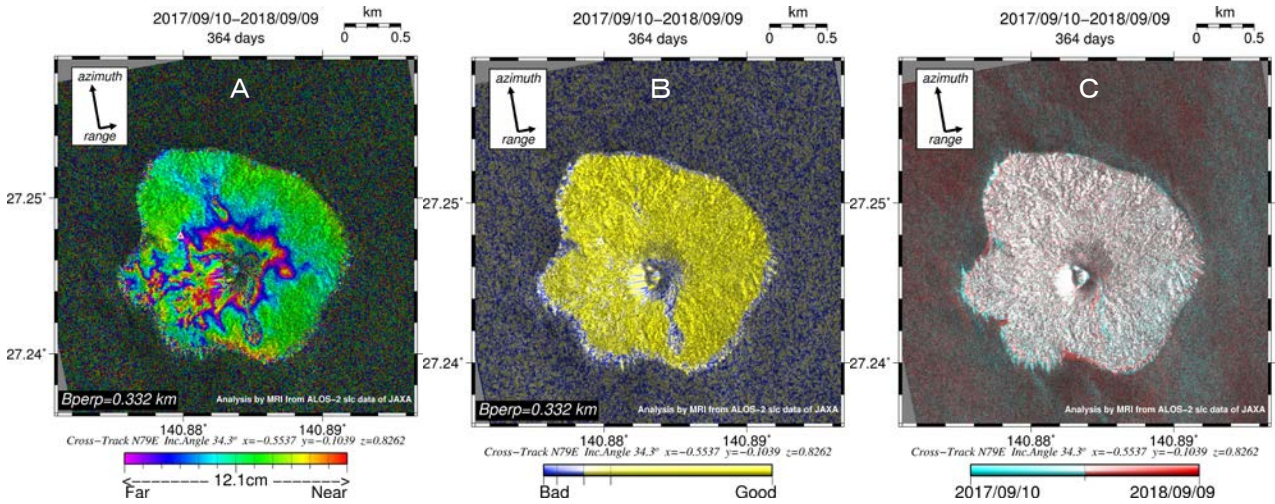 2017/09/10−2018/09/09
364 days
km
0 0.5
A
azimuth
range
27.25°
27.24°
Bperp=0.332 km
Analysis by MRI from ALOS−2 slc data of JAXA
140.88° 140.89°
Cross−Track N79E Inc.Angle 34.3° x=−0.5537 y=−0.1039 z=0.8262
<−−−−−−− 12.1cm −−−−−−−>
Far Near
2017/09/10−2018/09/09
364 days
km
0 0.5
B
azimuth
range
27.25°
27.24°
Bperp=0.332 km
Analysis by MRI from ALOS−2 slc data of JAXA
140.88° 140.89°
Cross−Track N79E Inc.Angle 34.3° x=−0.5537 y=−0.1039 z=0.8262
Bad Good
2017/09/10−2018/09/09
364 days
km
0 0.5
C
azimuth
range
27.25°
27.24°
Analysis by MRI from ALOS−2 slc data of JAXA
140.88° 140.89°
Cross−Track N79E Inc.Angle 34.3° x=−0.5537 y=−0.1039 z=0.8262
2017/09/10 2018/09/09